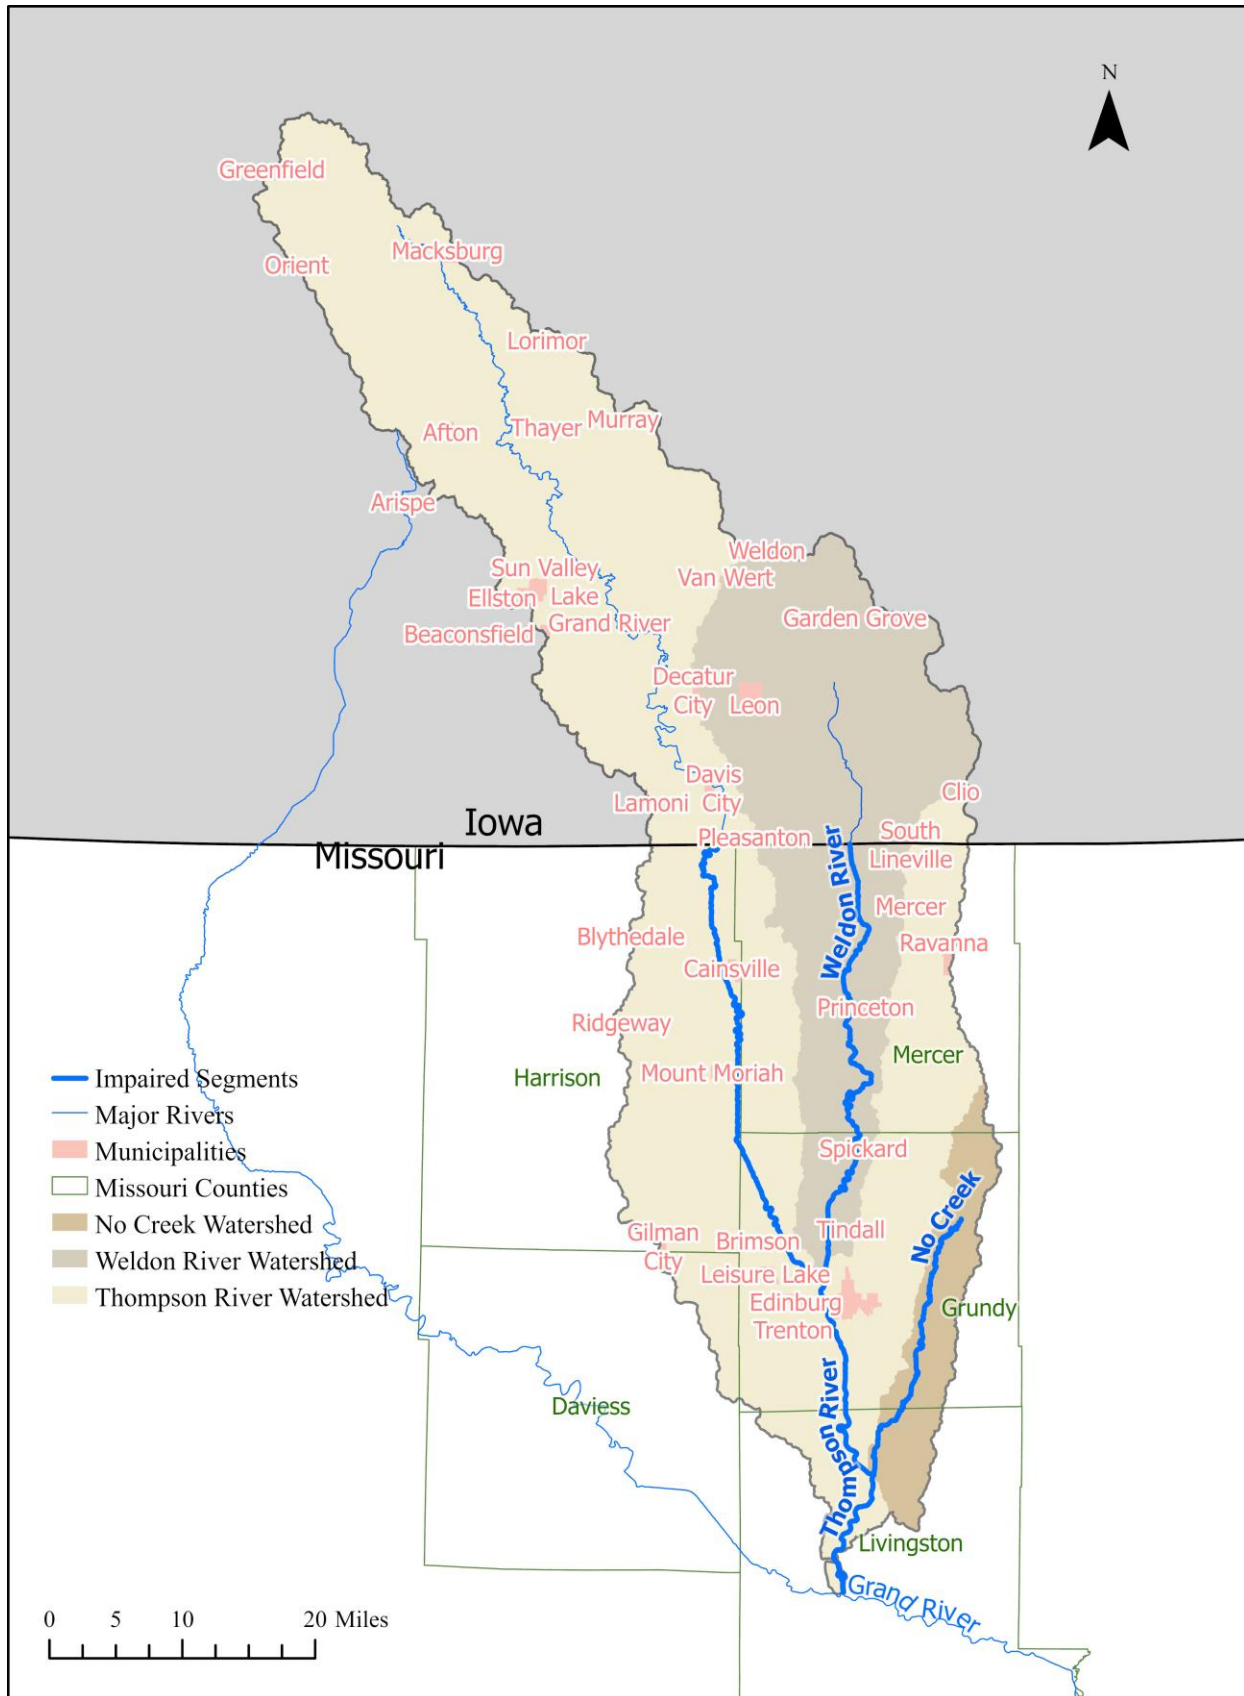 N
Greenfield
Macksburg
Orient
Lorimor
Murray
Thayer
Afton
Arispe
Weldon
Sun Valley
Lake
Van Wert
Ellston
Garden Grove
Grand River
Beaconsfield
Decatur
City
Leon
Davis
City
Clio
Lamoni
Iowa
South
Lineville
Pleasanton
Missouri
Weldon River
Mercer
Blythedale
Ravanna
Cainsville
Princeton
Ridgeway
Mercer
Mount Moriah
Harrison
Impaired Segments
Major Rivers
Municipalities
Missouri Counties
No Creek Watershed
Weldon River Watershed
Thompson River Watershed
Spickard
No Creek
Gilman
City
Brimson
Tindall
Leisure Lake
Edinburg
Trenton
Grundy
Daviess
Thompson River
Livingston
Grand River
0 5 10 20 Miles